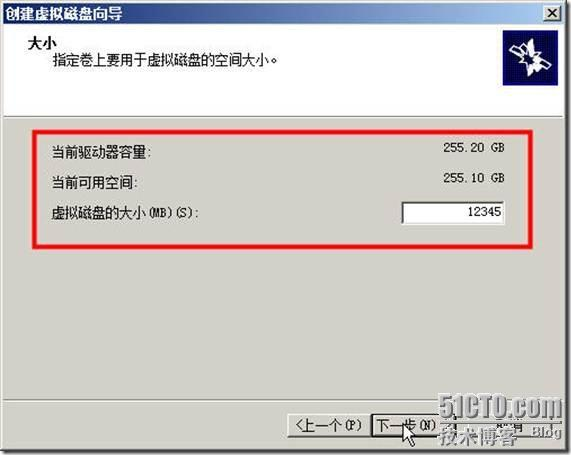 创建虚拟磁盘向导
大小
指定卷上要用于虚拟磁盘的空间大小。
当前驱动器容量: 255.20 GB
当前可用空间: 255.10 GB
虚拟磁盘的大小(MB)(S): 12345
<上一个(P) 下一步(N)
51CTO.com
技术博客 Blog